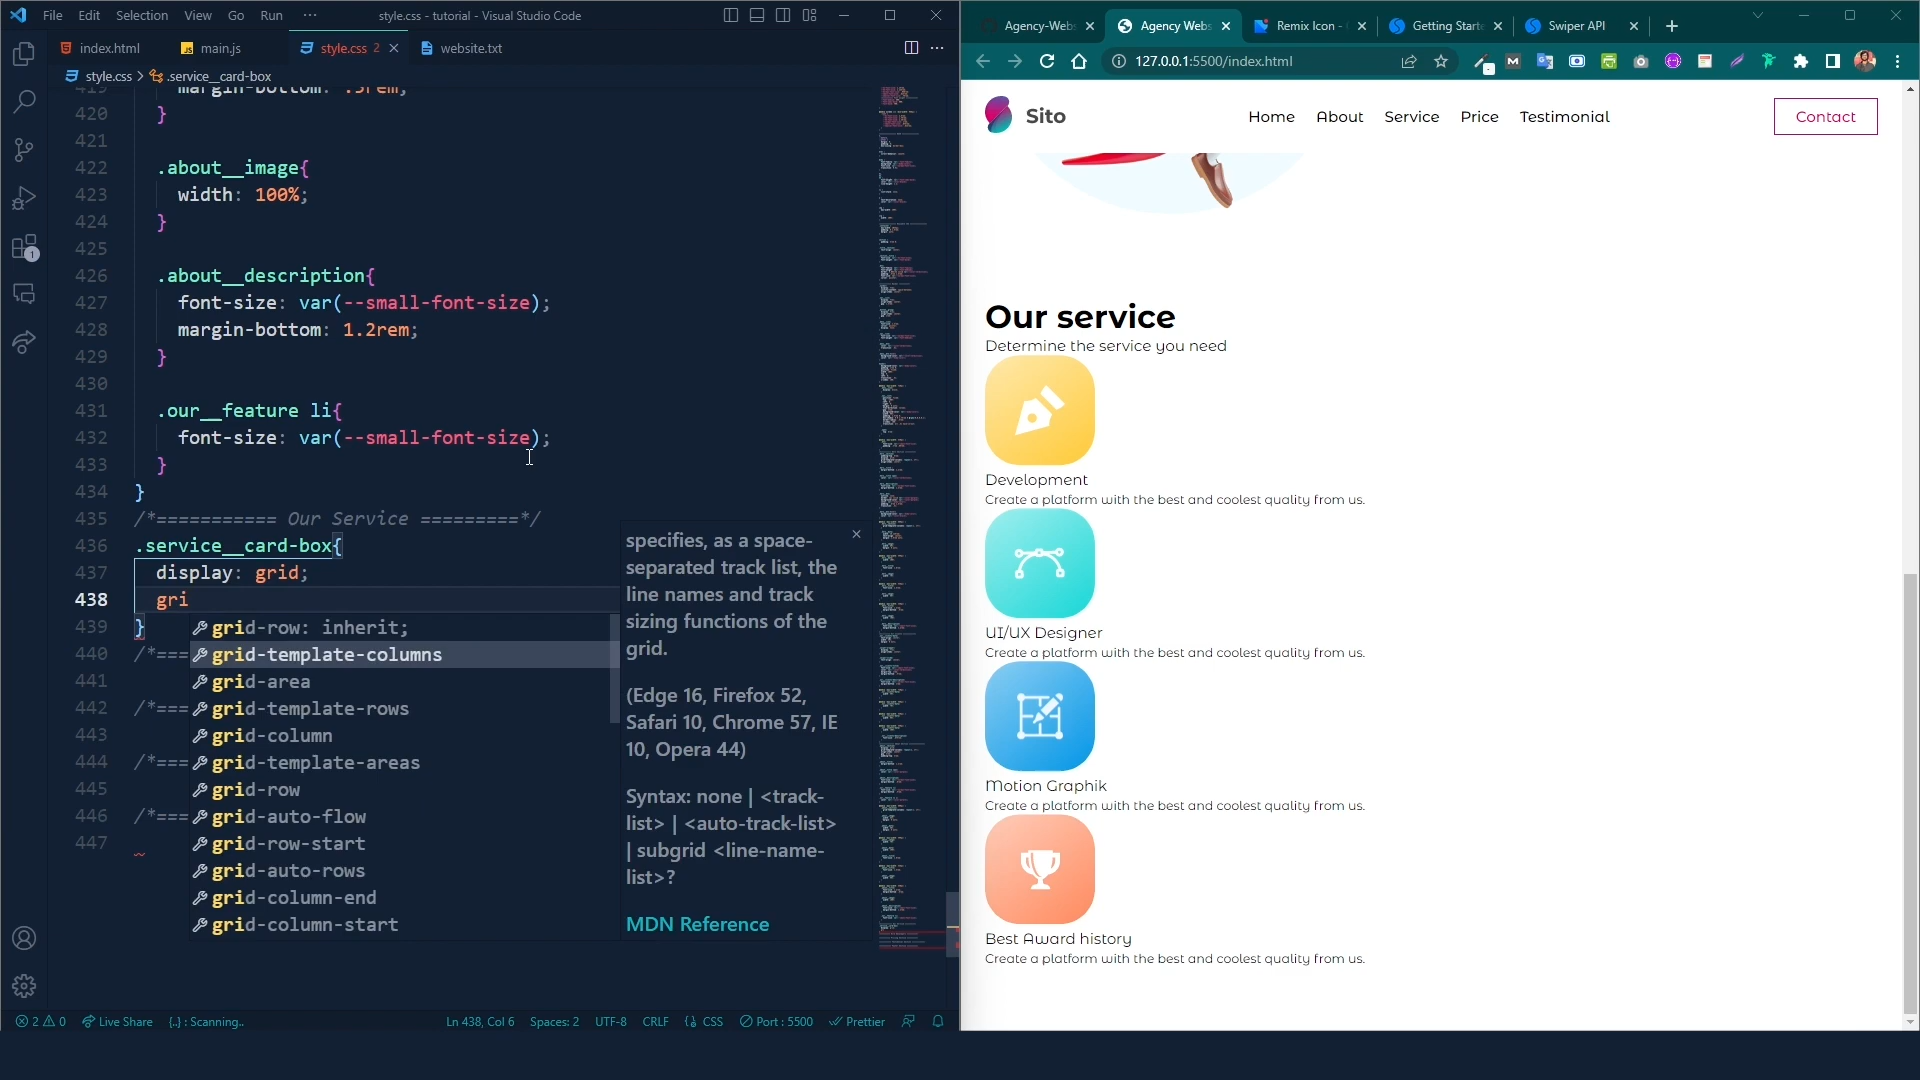 File Edit Selection View Go Run ··· style.css - tutorial - Visual Studio Code
index.html main.js style.css 2 website.txt
style.css > .service__card-box
419 margin-bottom: .5rem;
420 }
421
422 .about__image{
423 width: 100%;
424 }
425
426 .about__description{
427 font-size: var(--small-font-size);
428 margin-bottom: 1.2rem;
429 }
430
431 .our__feature li{
432 font-size: var(--small-font-size);
433 }
434 }
435 /*=========== Our Service =========*/
436 .service__card-box{
437 display: grid;
438 gri
439 }
440 /*===
441
442 /*===
443
444 /*===
445
446 /*===
447
grid-row: inherit;
grid-template-columns
grid-area
grid-template-rows
grid-column
grid-template-areas
grid-row
grid-auto-flow
grid-row-start
grid-auto-rows
grid-column-end
grid-column-start
specifies, as a space-
separated track list, the
line names and track
sizing functions of the
grid.
(Edge 16, Firefox 52,
Safari 10, Chrome 57, IE
10, Opera 44)
Syntax: none | <track-
list> | <auto-track-list>
| subgrid <line-name-
list>?
MDN Reference
1
2 0 Live Share {..} : Scanning.. Ln 438, Col 6 Spaces: 2 UTF-8 CRLF CSS Port : 5500 Prettier
Agency-Webs Agency Webs Remix Icon - Getting Starte Swiper API
127.0.0.1:5500/index.html
Sito Home About Service Price Testimonial Contact
Our service
Determine the service you need
Development
Create a platform with the best and coolest quality from us.
UI/UX Designer
Create a platform with the best and coolest quality from us.
Motion Graphik
Create a platform with the best and coolest quality from us.
Best Award history
Create a platform with the best and coolest quality from us.